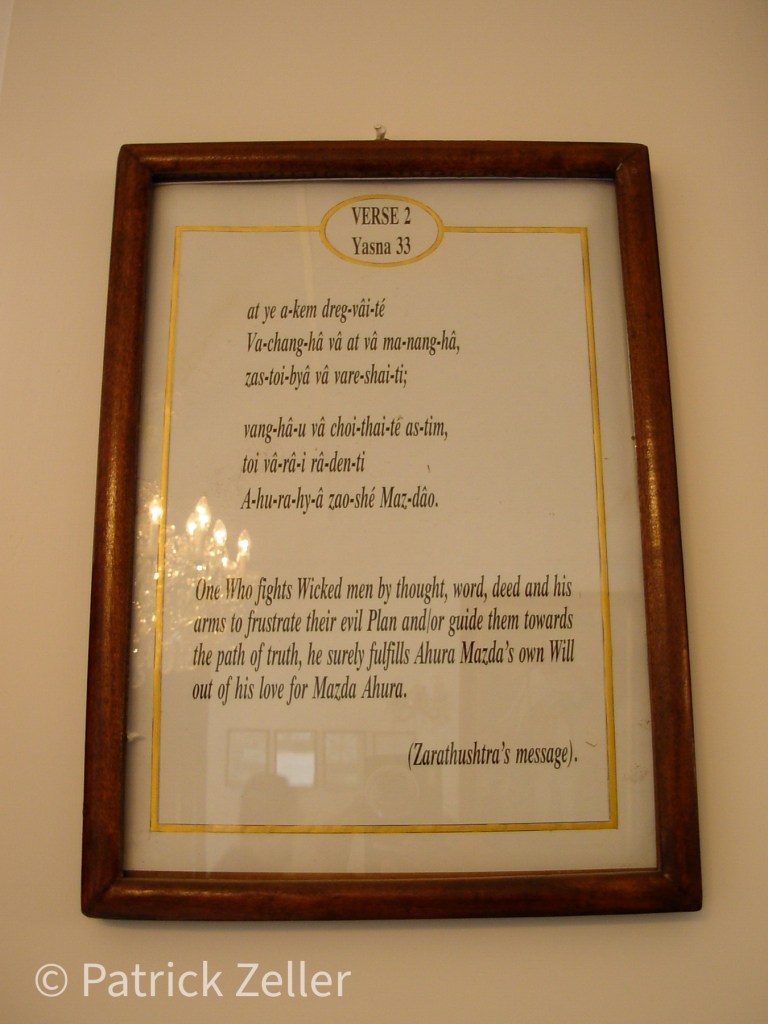 VERSE 2
Yasna 33
at ye a-kem dreg-vâi-té
Va-chang-hâ vâ at vâ ma-nang-hâ,
zas-toi-byâ vâ vare-shai-ti;
vang-hâ-u vâ choi-thai-té as-tim,
toi vâ-râ-i râ-den-ti
A-hu-ra-hy-â zao-shé Maz-dâo.
One Who fights Wicked men by thought, word, deed and his
arms to frustrate their evil Plan and/or guide them towards
the path of truth, he surely fulfills Ahura Mazda's own Will
out of his love for Mazda Ahura.
(Zarathushtra's message).
© Patrick Zeller